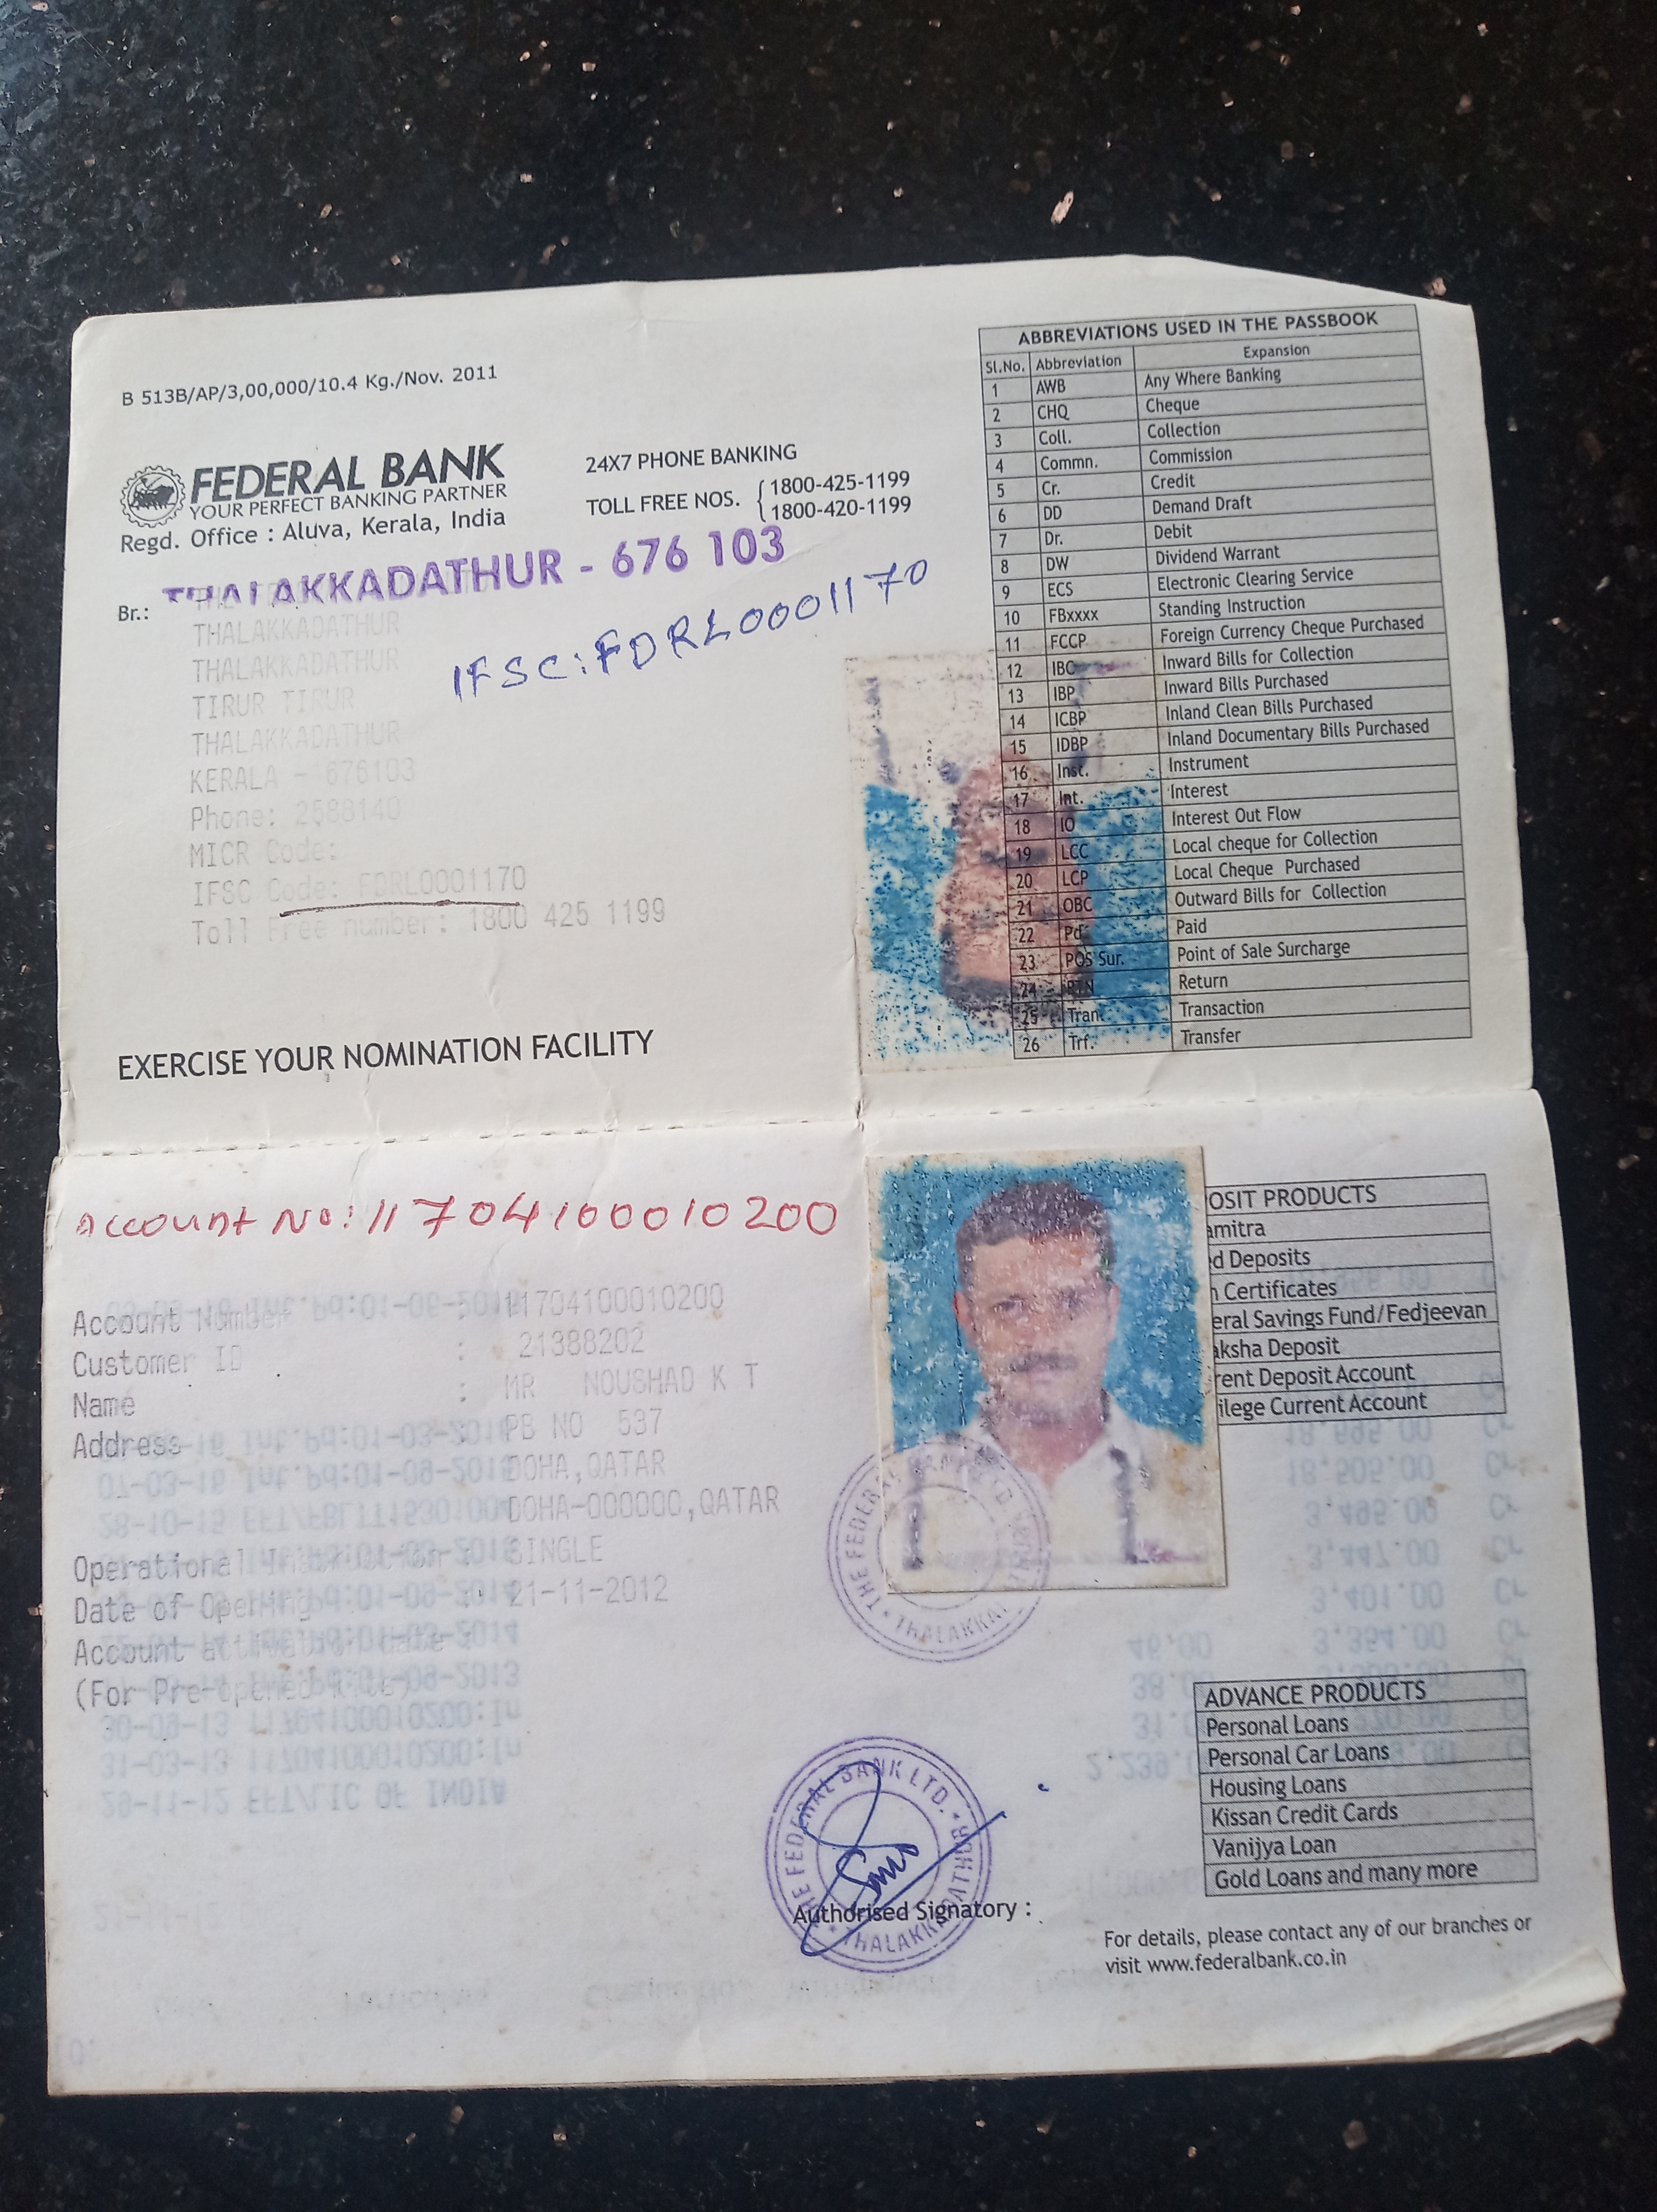 B 513B/AP/3,00,000/10.4 Kg./Nov. 2011
FEDERAL BANK
YOUR PERFECT BANKING PARTNER
Regd. Office : Aluva, Kerala, India
24X7 PHONE BANKING
TOLL FREE NOS. { 1800-425-1199
1800-420-1199
Br.: THALAKKADATHUR - 676 103
IFSC: FDRL0001170
THALAKKADATHUR
THALAKKADATHUR
TIRUR TIRUR
THALAKKADATHUR
KERALA - 676103
Phone: 2588140
MICR Code:
IFSC Code: FDRL0001170
Toll Free number: 1800 425 1199
EXERCISE YOUR NOMINATION FACILITY
ABBREVIATIONS USED IN THE PASSBOOK
Sl.No. Abbreviation Expansion
1 AWB Any Where Banking
2 CHQ Cheque
3 Coll. Collection
4 Commn. Commission
5 Cr. Credit
6 DD Demand Draft
7 Dr. Debit
8 DW Dividend Warrant
9 ECS Electronic Clearing Service
10 FBxxxx Standing Instruction
11 FCCP Foreign Currency Cheque Purchased
12 IBC Inward Bills for Collection
13 IBP Inward Bills Purchased
14 ICBP Inland Clean Bills Purchased
15 IDBP Inland Documentary Bills Purchased
16 Inst. Instrument
17 Int. Interest
18 IO Interest Out Flow
19 LCC Local cheque for Collection
20 LCP Local Cheque Purchased
21 OBC Outward Bills for Collection
22 Pd Paid
23 POS Sur. Point of Sale Surcharge
24 RTN Return
25 Tran. Transaction
26 Trf. Transfer
Account No: 11704100010200
Account Number : 11704100010200
Customer ID : 21388202
Name : MR NOUSHAD K T
Address : PB NO 537
DOHA,QATAR
DOHA-000000,QATAR
Operational Instruction : SINGLE
Date of Opening : 21-11-2012
Account activation date :
(For Pre-opened kits)
OSIT PRODUCTS
amitra
d Deposits
n Certificates
eral Savings Fund/Fedjeevan
aksha Deposit
rent Deposit Account
ilege Current Account
THE FEDERAL BANK LTD. THALAKKADATHUR
Authorised Signatory :
ADVANCE PRODUCTS
Personal Loans
Personal Car Loans
Housing Loans
Kissan Credit Cards
Vanijya Loan
Gold Loans and many more
For details, please contact any of our branches or
visit www.federalbank.co.in